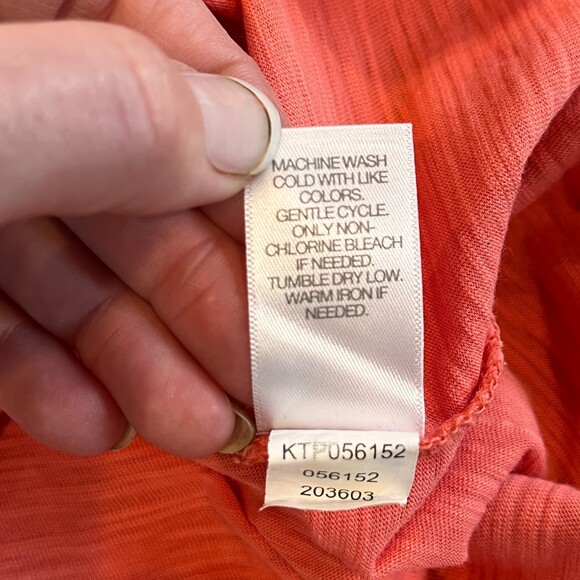 MACHINE WASH
COLD WITH LIKE
COLORS.
GENTLE CYCLE.
ONLY NON-
CHLORINE BLEACH
IF NEEDED.
TUMBLE DRY LOW.
WARM IRON IF
NEEDED.
KTP056152
056152
203603